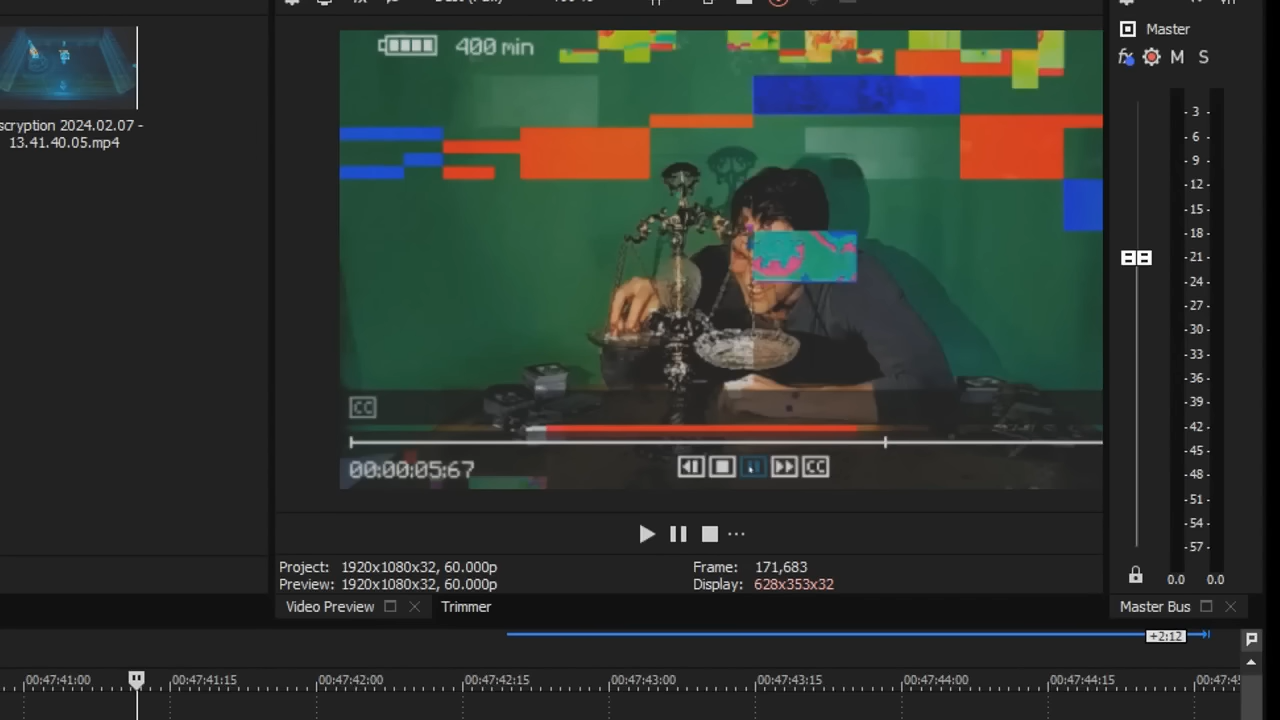 Master
M S
400 min
scryption 2024.02.07 -
13.41.40.05.mp4
- 3 -
- 6 -
- 9 -
- 12 -
- 15 -
- 18 -
- 21 -
- 24 -
- 27 -
- 30 -
- 33 -
- 36 -
- 39 -
- 42 -
- 45 -
- 48 -
- 51 -
- 54 -
- 57 -
CC
00:00:05:67
CC
Project: 1920x1080x32, 60.000p
Frame: 171,683
Preview: 1920x1080x32, 60.000p
Display: 628x353x32
0.0 0.0
Video Preview
Trimmer
Master Bus
+2:12
00:47:41:00
00:47:41:15
00:47:42:00
00:47:42:15
00:47:43:00
00:47:43:15
00:47:44:00
00:47:44:15